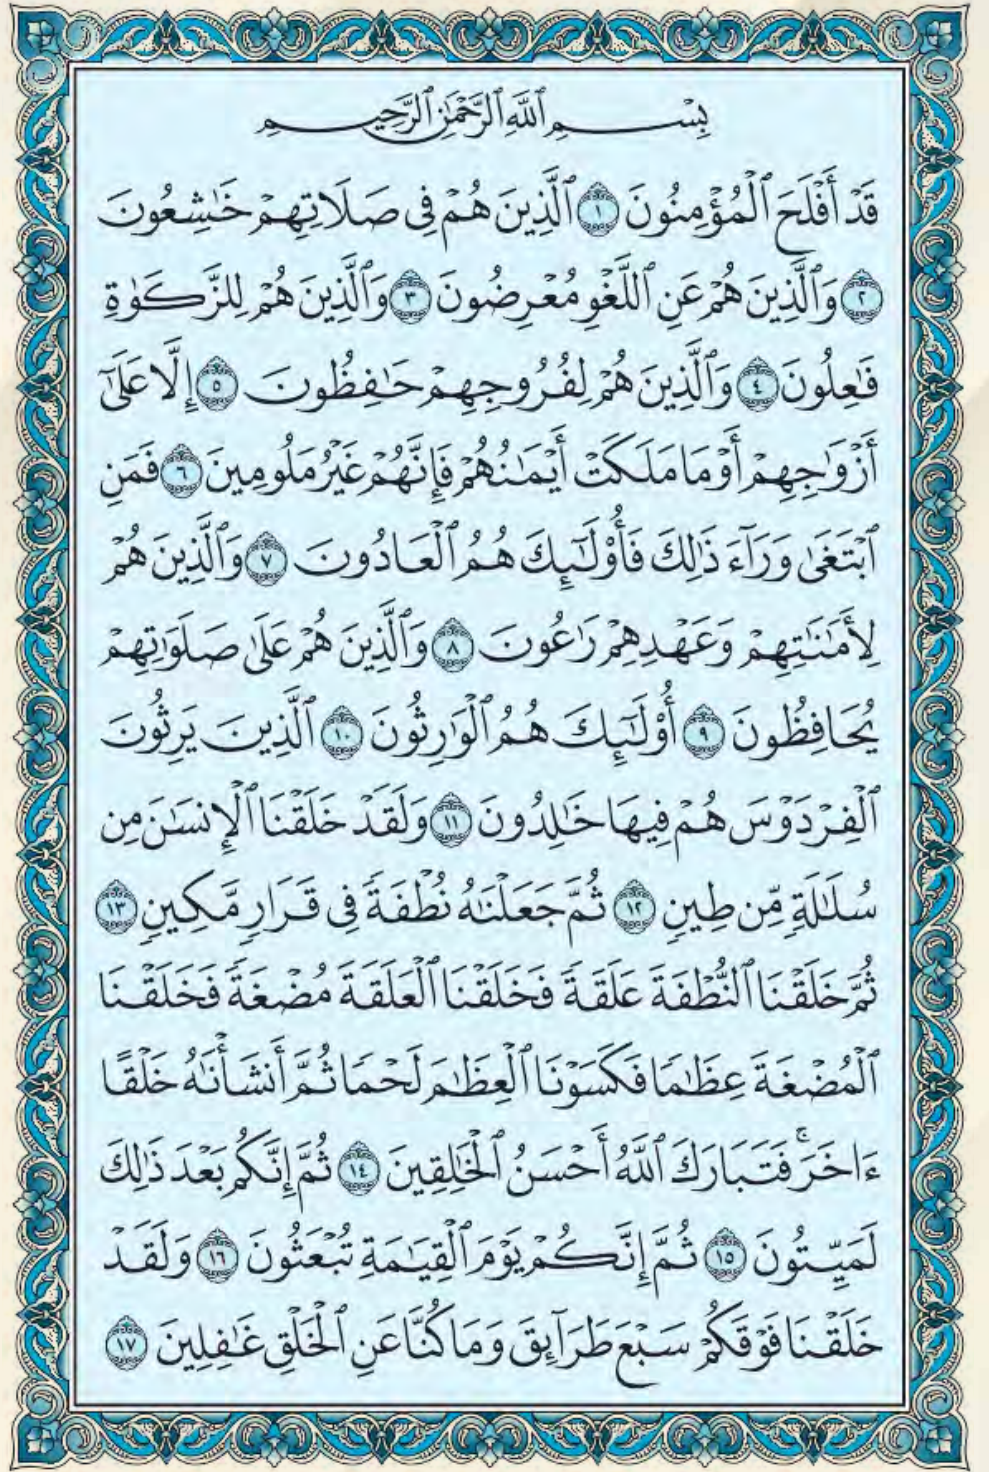 بِسْمِ ٱللَّهِ ٱلرَّحْمَٰنِ ٱلرَّحِيمِ
قَدْ أَفْلَحَ ٱلْمُؤْمِنُونَ ١ ٱلَّذِينَ هُمْ فِى صَلَاتِهِمْ خَٰشِعُونَ
٢ وَٱلَّذِينَ هُمْ عَنِ ٱللَّغْوِ مُعْرِضُونَ ٣ وَٱلَّذِينَ هُمْ لِلزَّكَوٰةِ
فَٰعِلُونَ ٤ وَٱلَّذِينَ هُمْ لِفُرُوجِهِمْ حَٰفِظُونَ ٥ إِلَّا عَلَىٰٓ
أَزْوَٰجِهِمْ أَوْ مَا مَلَكَتْ أَيْمَٰنُهُمْ فَإِنَّهُمْ غَيْرُ مَلُومِينَ ٦ فَمَنِ
ٱبْتَغَىٰ وَرَآءَ ذَٰلِكَ فَأُو۟لَٰٓئِكَ هُمُ ٱلْعَادُونَ ٧ وَٱلَّذِينَ هُمْ
لِأَمَٰنَٰتِهِمْ وَعَهْدِهِمْ رَٰعُونَ ٨ وَٱلَّذِينَ هُمْ عَلَىٰ صَلَوَٰتِهِمْ
يُحَافِظُونَ ٩ أُو۟لَٰٓئِكَ هُمُ ٱلْوَٰرِثُونَ ١٠ ٱلَّذِينَ يَرِثُونَ
ٱلْفِرْدَوْسَ هُمْ فِيهَا خَٰلِدُونَ ١١ وَلَقَدْ خَلَقْنَا ٱلْإِنسَٰنَ مِن
سُلَٰلَةٍ مِّن طِينٍ ١٢ ثُمَّ جَعَلْنَٰهُ نُطْفَةً فِى قَرَارٍ مَّكِينٍ ١٣
ثُمَّ خَلَقْنَا ٱلنُّطْفَةَ عَلَقَةً فَخَلَقْنَا ٱلْعَلَقَةَ مُضْغَةً فَخَلَقْنَا
ٱلْمُضْغَةَ عِظَٰمًا فَكَسَوْنَا ٱلْعِظَٰمَ لَحْمًا ثُمَّ أَنشَأْنَٰهُ خَلْقًا
ءَاخَرَ ۚ فَتَبَارَكَ ٱللَّهُ أَحْسَنُ ٱلْخَٰلِقِينَ ١٤ ثُمَّ إِنَّكُم بَعْدَ ذَٰلِكَ
لَمَيِّتُونَ ١٥ ثُمَّ إِنَّكُمْ يَوْمَ ٱلْقِيَٰمَةِ تُبْعَثُونَ ١٦ وَلَقَدْ
خَلَقْنَا فَوْقَكُمْ سَبْعَ طَرَآئِقَ وَمَا كُنَّا عَنِ ٱلْخَلْقِ غَٰفِلِينَ ١٧